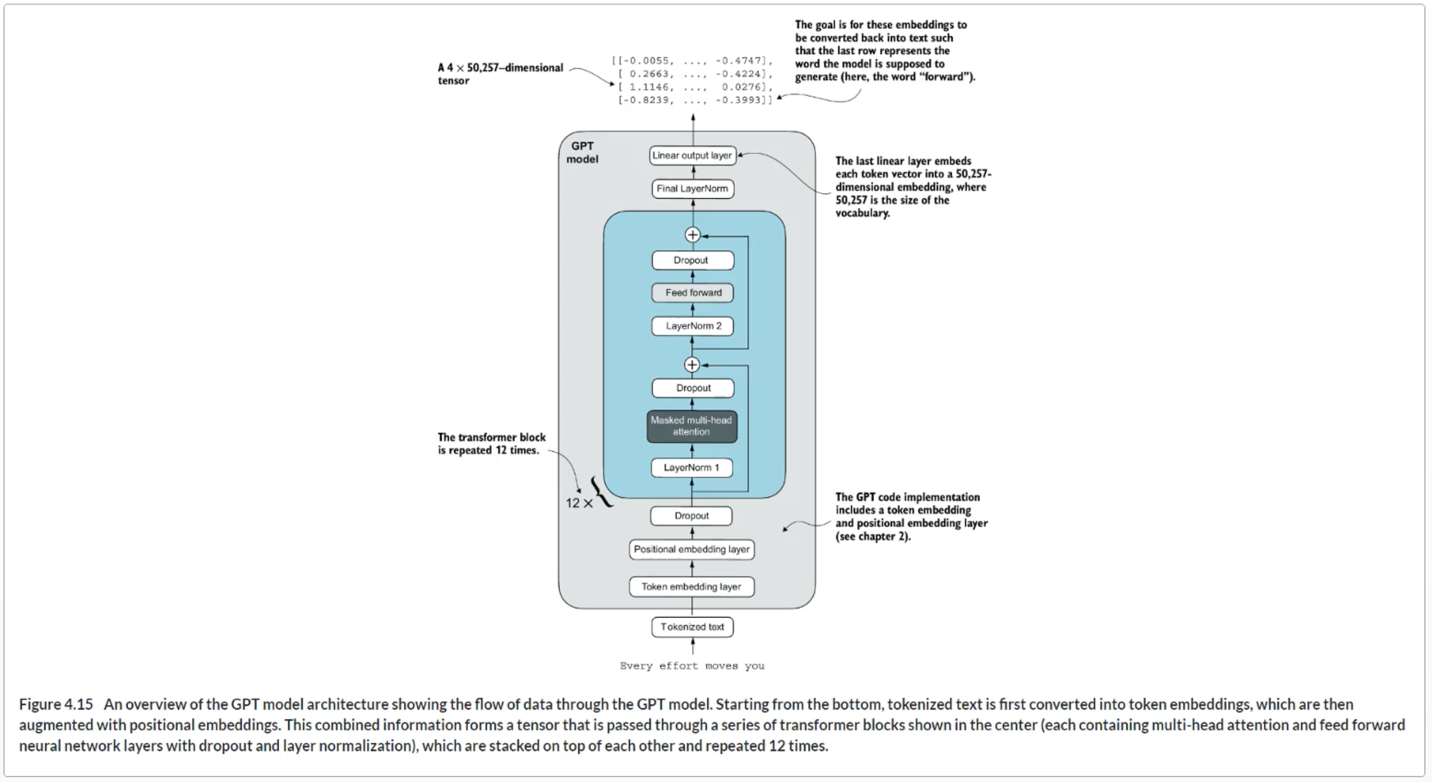 The goal is for these embeddings to
be converted back into text such
that the last row represents the
word the model is supposed to
generate (here, the word “forward”).
A 4 × 50,257–dimensional
tensor
[[-0.0055, ..., -0.4747],
[ 0.2663, ..., -0.4224],
[ 1.1146, ..., 0.0276],
[-0.8239, ..., -0.3993]]
GPT
model
Linear output layer
The last linear layer embeds
each token vector into a 50,257-
dimensional embedding, where
50,257 is the size of the
vocabulary.
Final LayerNorm
+
Dropout
Feed forward
LayerNorm 2
+
Dropout
Masked multi-head
attention
The transformer block
is repeated 12 times.
LayerNorm 1
12 ×
{
Dropout
The GPT code implementation
includes a token embedding
and positional embedding layer
(see chapter 2).
Positional embedding layer
Token embedding layer
Tokenized text
Every effort moves you
Figure 4.15 An overview of the GPT model architecture showing the flow of data through the GPT model. Starting from the bottom, tokenized text is first converted into token embeddings, which are then
augmented with positional embeddings. This combined information forms a tensor that is passed through a series of transformer blocks shown in the center (each containing multi-head attention and feed forward
neural network layers with dropout and layer normalization), which are stacked on top of each other and repeated 12 times.